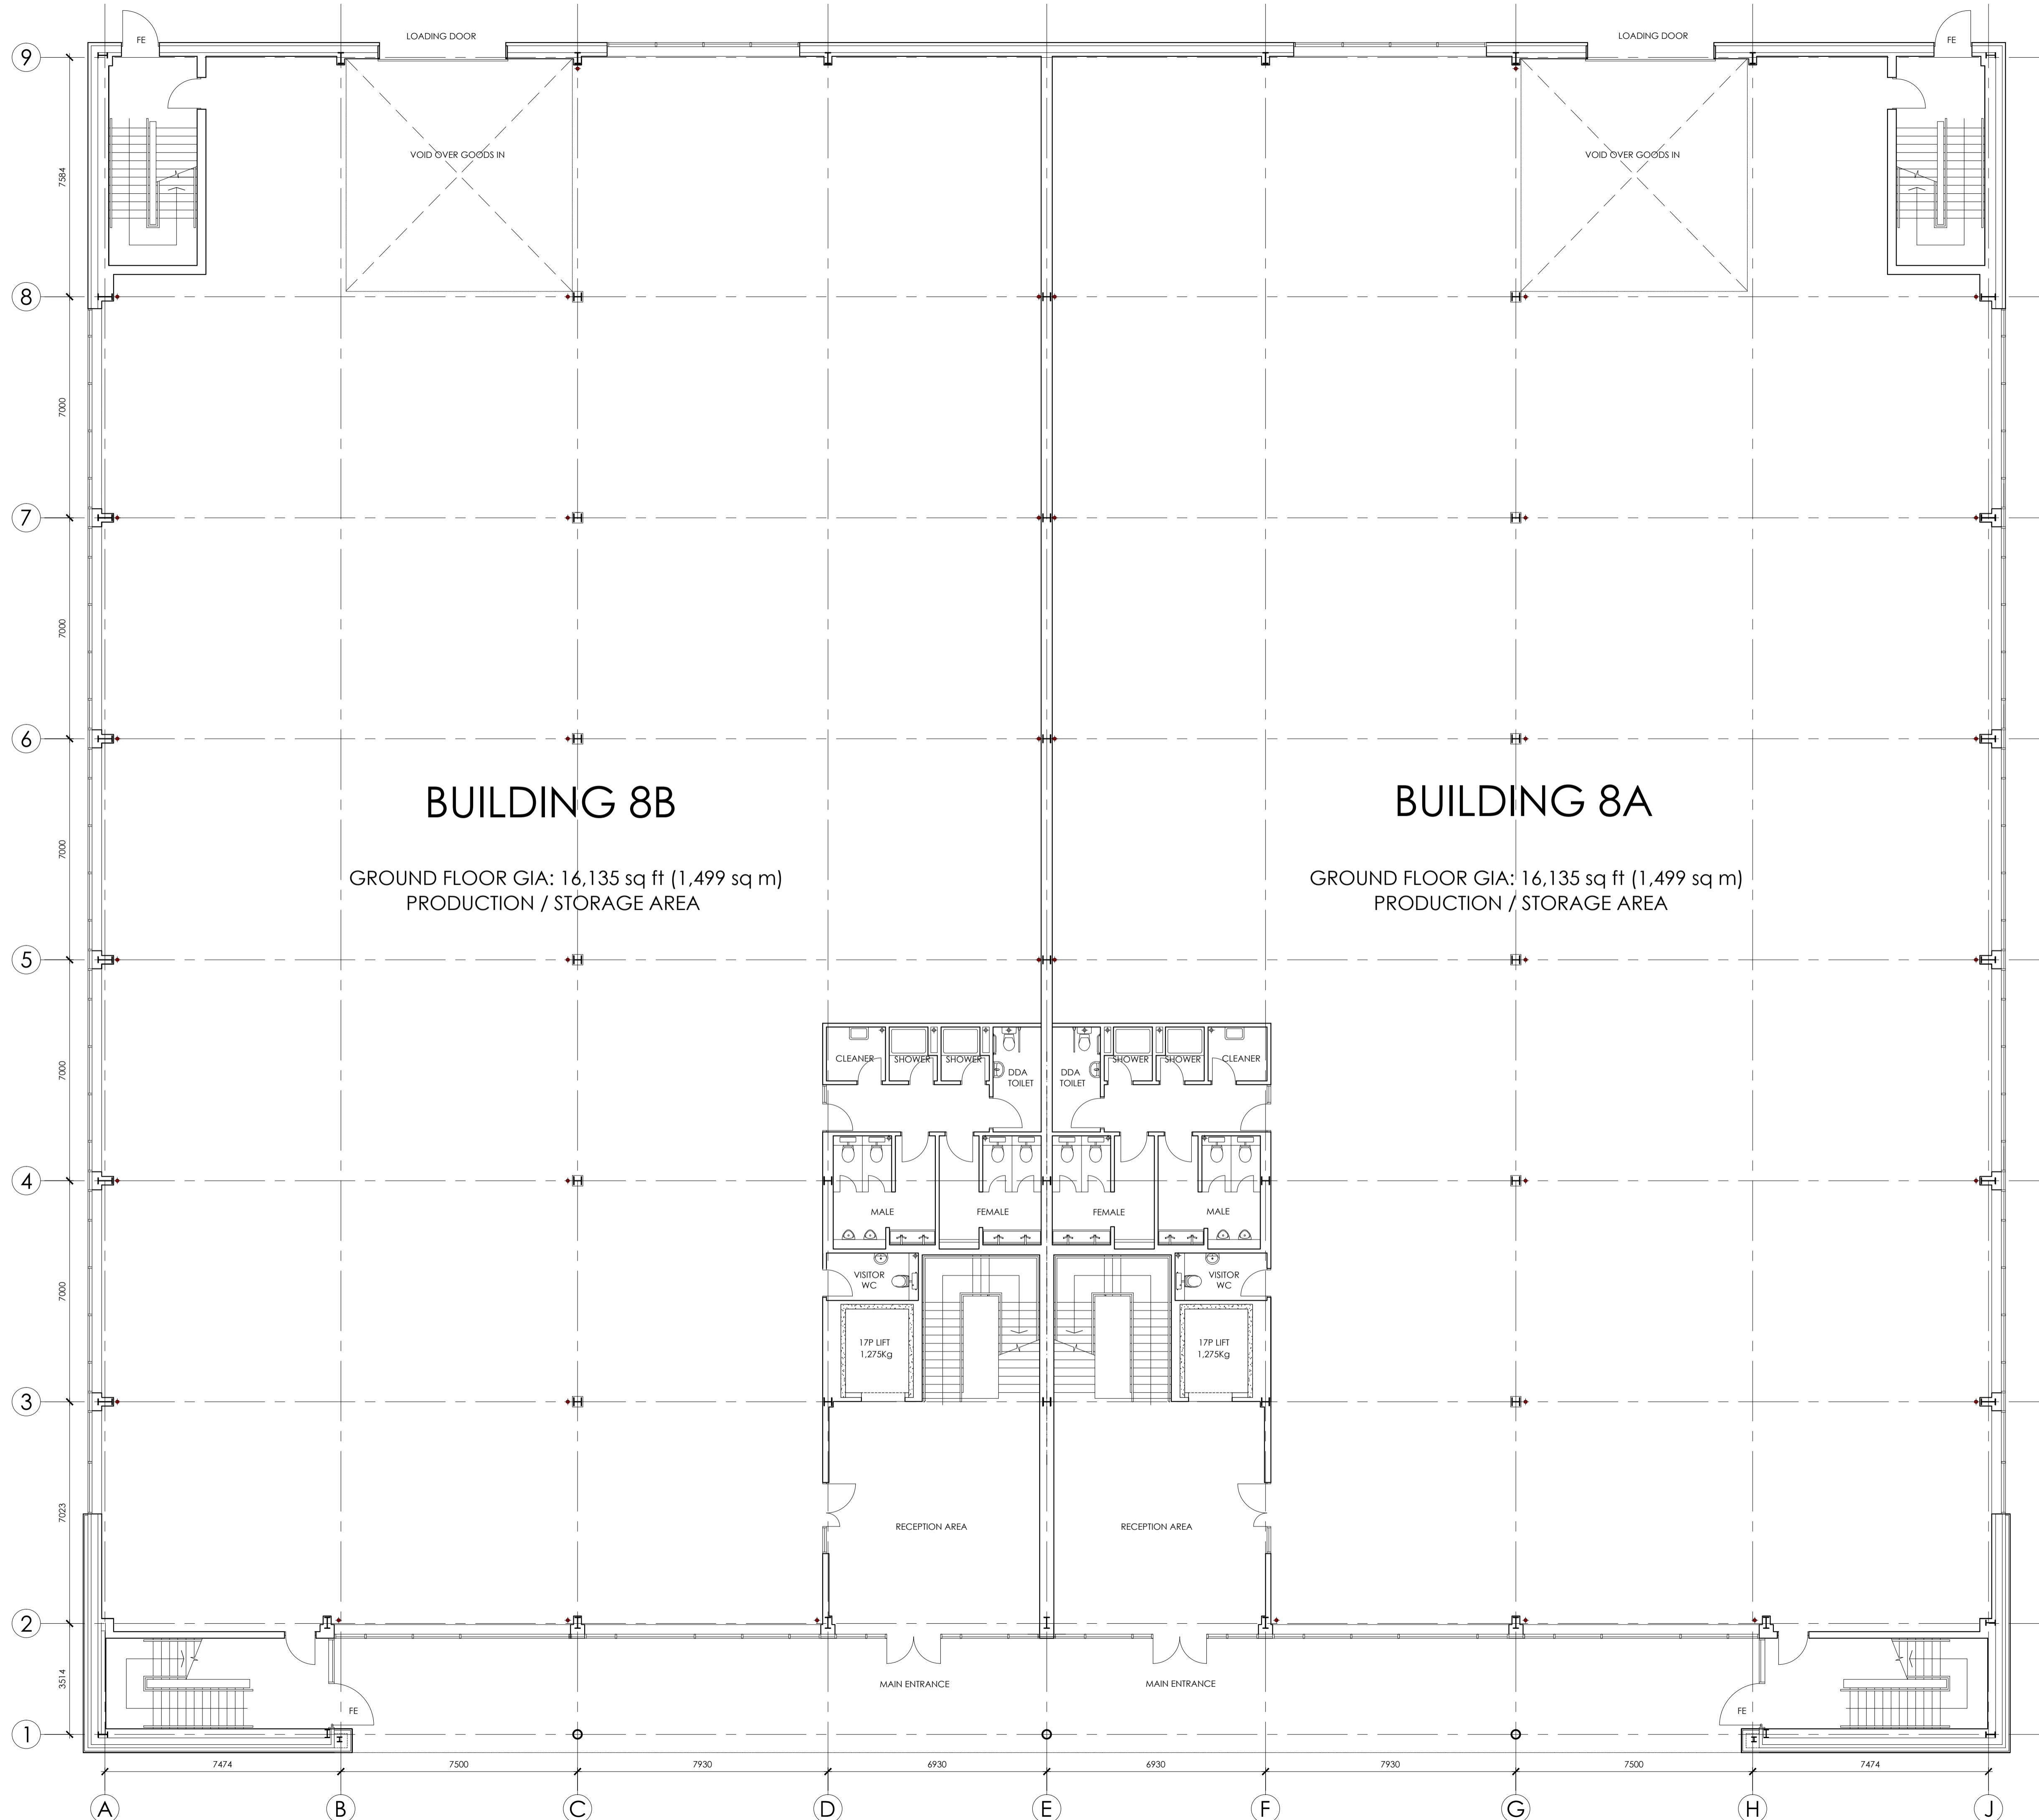 FE
LOADING DOOR
LOADING DOOR
FE
9
VOID OVER GOODS IN
VOID OVER GOODS IN
7584
8
7000
7
7000
6
BUILDING 8B
BUILDING 8A
7000
GROUND FLOOR GIA: 16,135 sq ft (1,499 sq m)
PRODUCTION / STORAGE AREA
GROUND FLOOR GIA: 16,135 sq ft (1,499 sq m)
PRODUCTION / STORAGE AREA
5
CLEANER
SHOWER
SHOWER
DDA
TOILET
DDA
TOILET
SHOWER
SHOWER
CLEANER
7000
4
MALE
FEMALE
FEMALE
MALE
VISITOR
WC
VISITOR
WC
7000
17P LIFT
1,275Kg
17P LIFT
1,275Kg
3
7023
RECEPTION AREA
RECEPTION AREA
2
3514
MAIN ENTRANCE
MAIN ENTRANCE
FE
FE
1
7474
7500
7930
6930
6930
7930
7500
7474
A
B
C
D
E
F
G
H
J